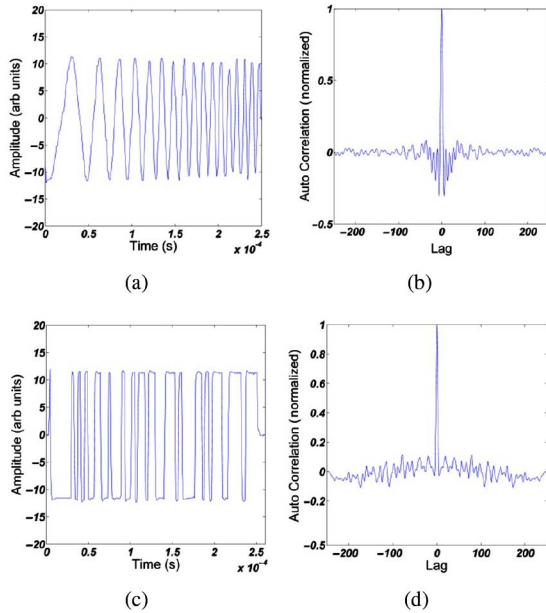 20
15
10
5
0
−5
−10
−15
−20
Amplitude (arb units)
0 0.5 1 1.5 2 2.5
Time (s)
x 10⁻⁴
(a)
1
0.5
0
−0.5
Auto Correlation (normalized)
−200 −100 0 100 200
Lag
(b)
20
15
10
5
0
−5
−10
−15
−20
Amplitude (arb units)
0 0.5 1 1.5 2 2.5
Time (s)
x 10⁻⁴
(c)
1
0.8
0.6
0.4
0.2
0
−0.2
−0.5
Auto Correlation (normalized)
−200 −100 0 100 200
Lag
(d)